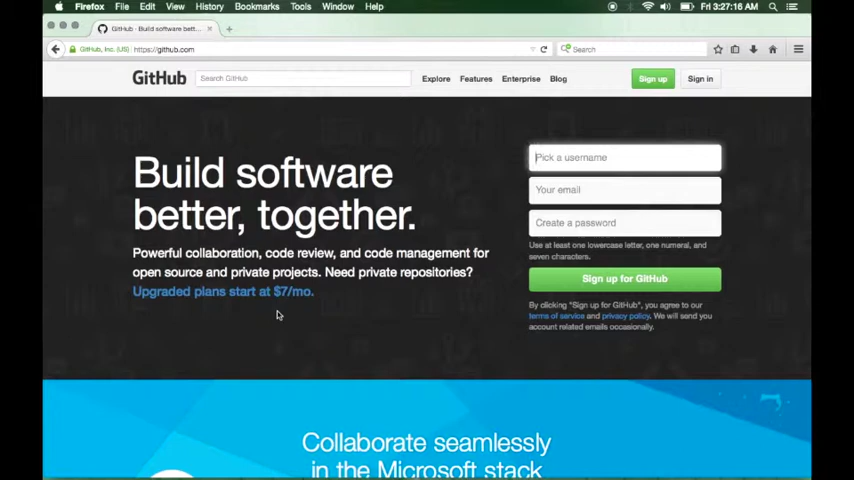 Firefox File Edit View History Bookmarks Tools Window Help Fri 3:27:16 AM
GitHub · Build software bett...
GitHub, Inc. (US) https://github.com Search
GitHub Search GitHub Explore Features Enterprise Blog Sign up Sign in
Build software
better, together.
Powerful collaboration, code review, and code management for
open source and private projects. Need private repositories?
Upgraded plans start at $7/mo.
Pick a username
Your email
Create a password
Use at least one lowercase letter, one numeral, and
seven characters.
Sign up for GitHub
By clicking "Sign up for GitHub", you agree to our
terms of service and privacy policy. We will send you
account related emails occasionally.
Collaborate seamlessly
in the Microsoft stack